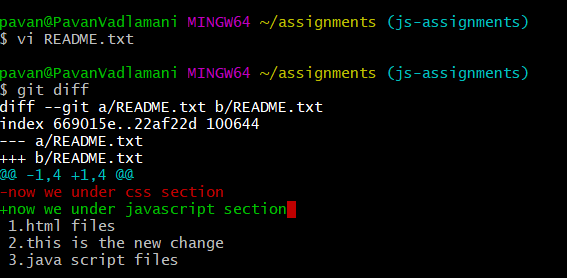 pavan@PavanVadlamani MINGW64 ~/assignments (js-assignments)
$ vi README.txt
pavan@PavanVadlamani MINGW64 ~/assignments (js-assignments)
$ git diff
diff --git a/README.txt b/README.txt
index 669015e..22af22d 100644
--- a/README.txt
+++ b/README.txt
@@ -1,4 +1,4 @@
-now we under css section
+now we under javascript section
 1.html files
 2.this is the new change
 3.java script files